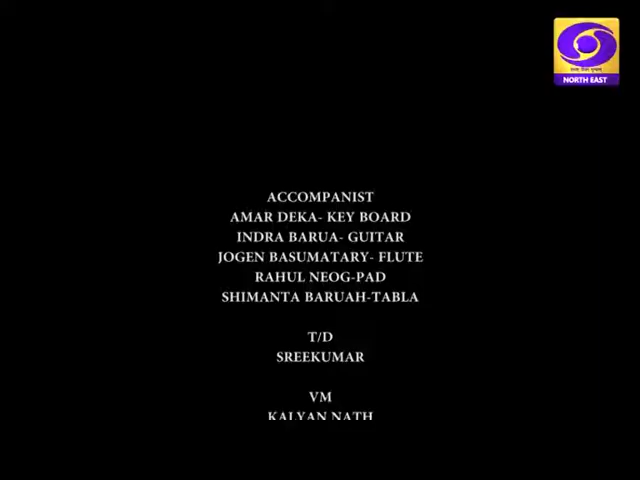 NORTH EAST
ACCOMPANIST
AMAR DEKA- KEY BOARD
INDRA BARUA- GUITAR
JOGEN BASUMATARY- FLUTE
RAHUL NEOG-PAD
SHIMANTA BARUAH-TABLA
T/D
SREEKUMAR
VM
KALYAN NATH